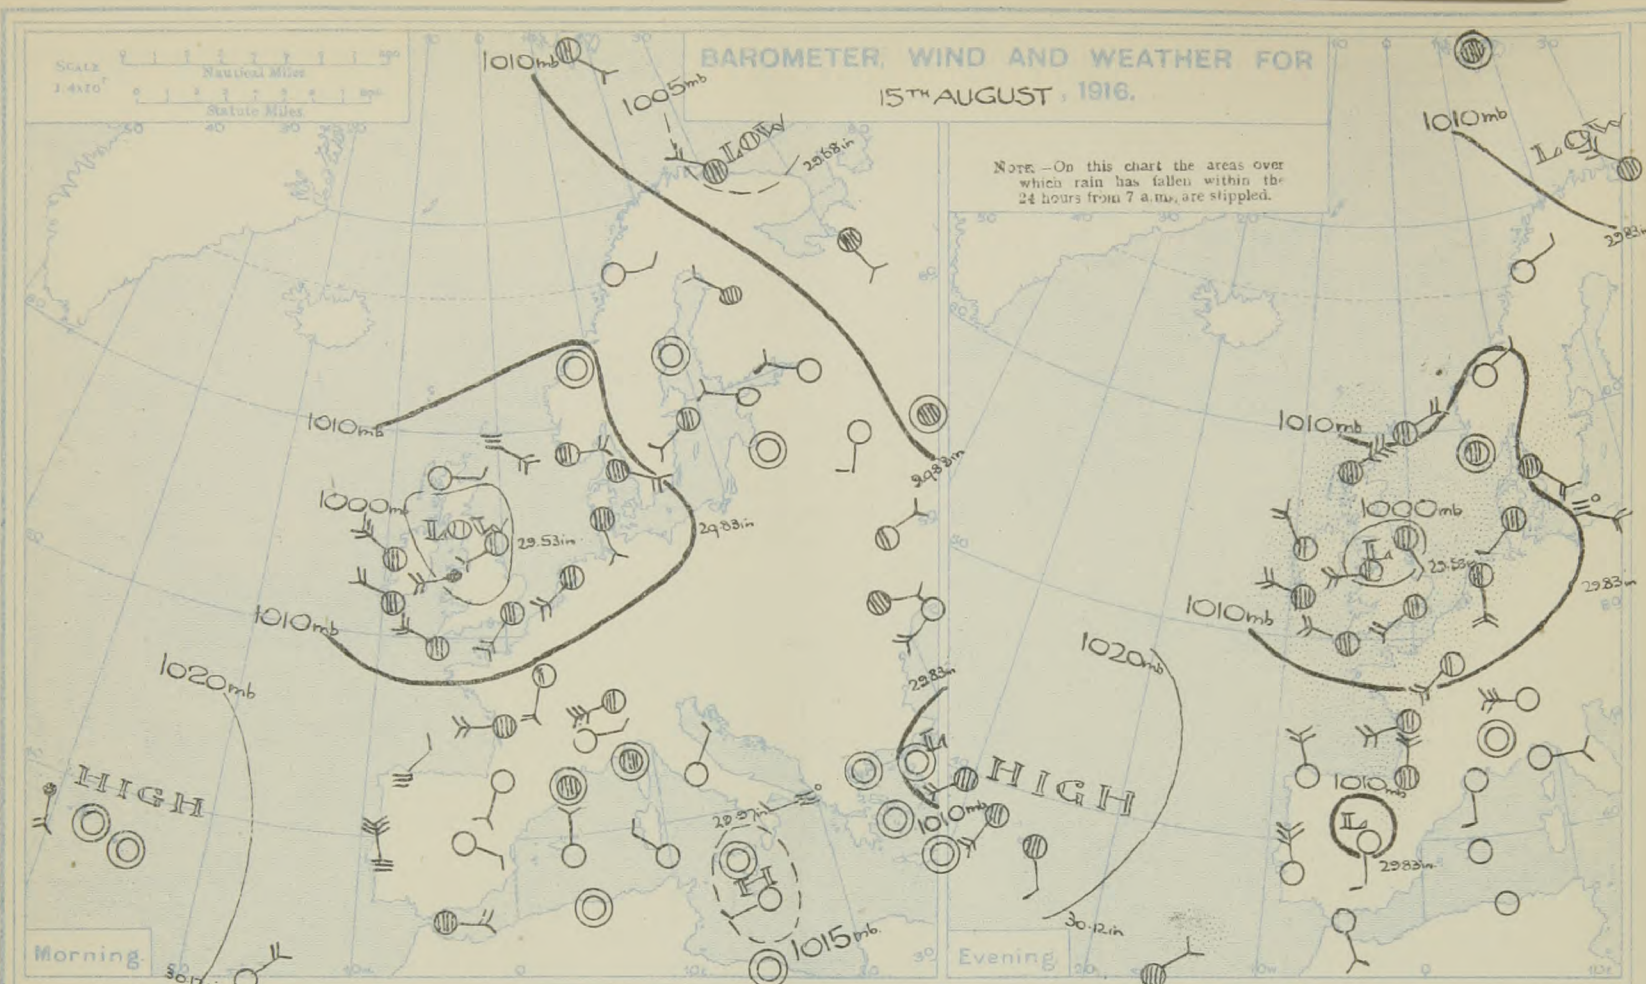 SCALE
Nautical Miles
Statute Miles
BAROMETER, WIND AND WEATHER FOR
15TH AUGUST, 1916.
NOTE.—On this chart the areas over
which rain has fallen within the
24 hours from 7 a.m., are stippled.
1010mb
1005mb
LOW
29.68in
1010mb
1000mb
LOW
29.53in
29.83in
29.83in
1010mb
1020mb
HIGH
29.83in
L
1010mb
29.97in
H
1015mb
Morning
1010mb
LOW
29.83in
1010mb
1000mb
L
29.53in
29.83in
1010mb
1020mb
HIGH
1010mb
L
29.83in
30.12in
Evening